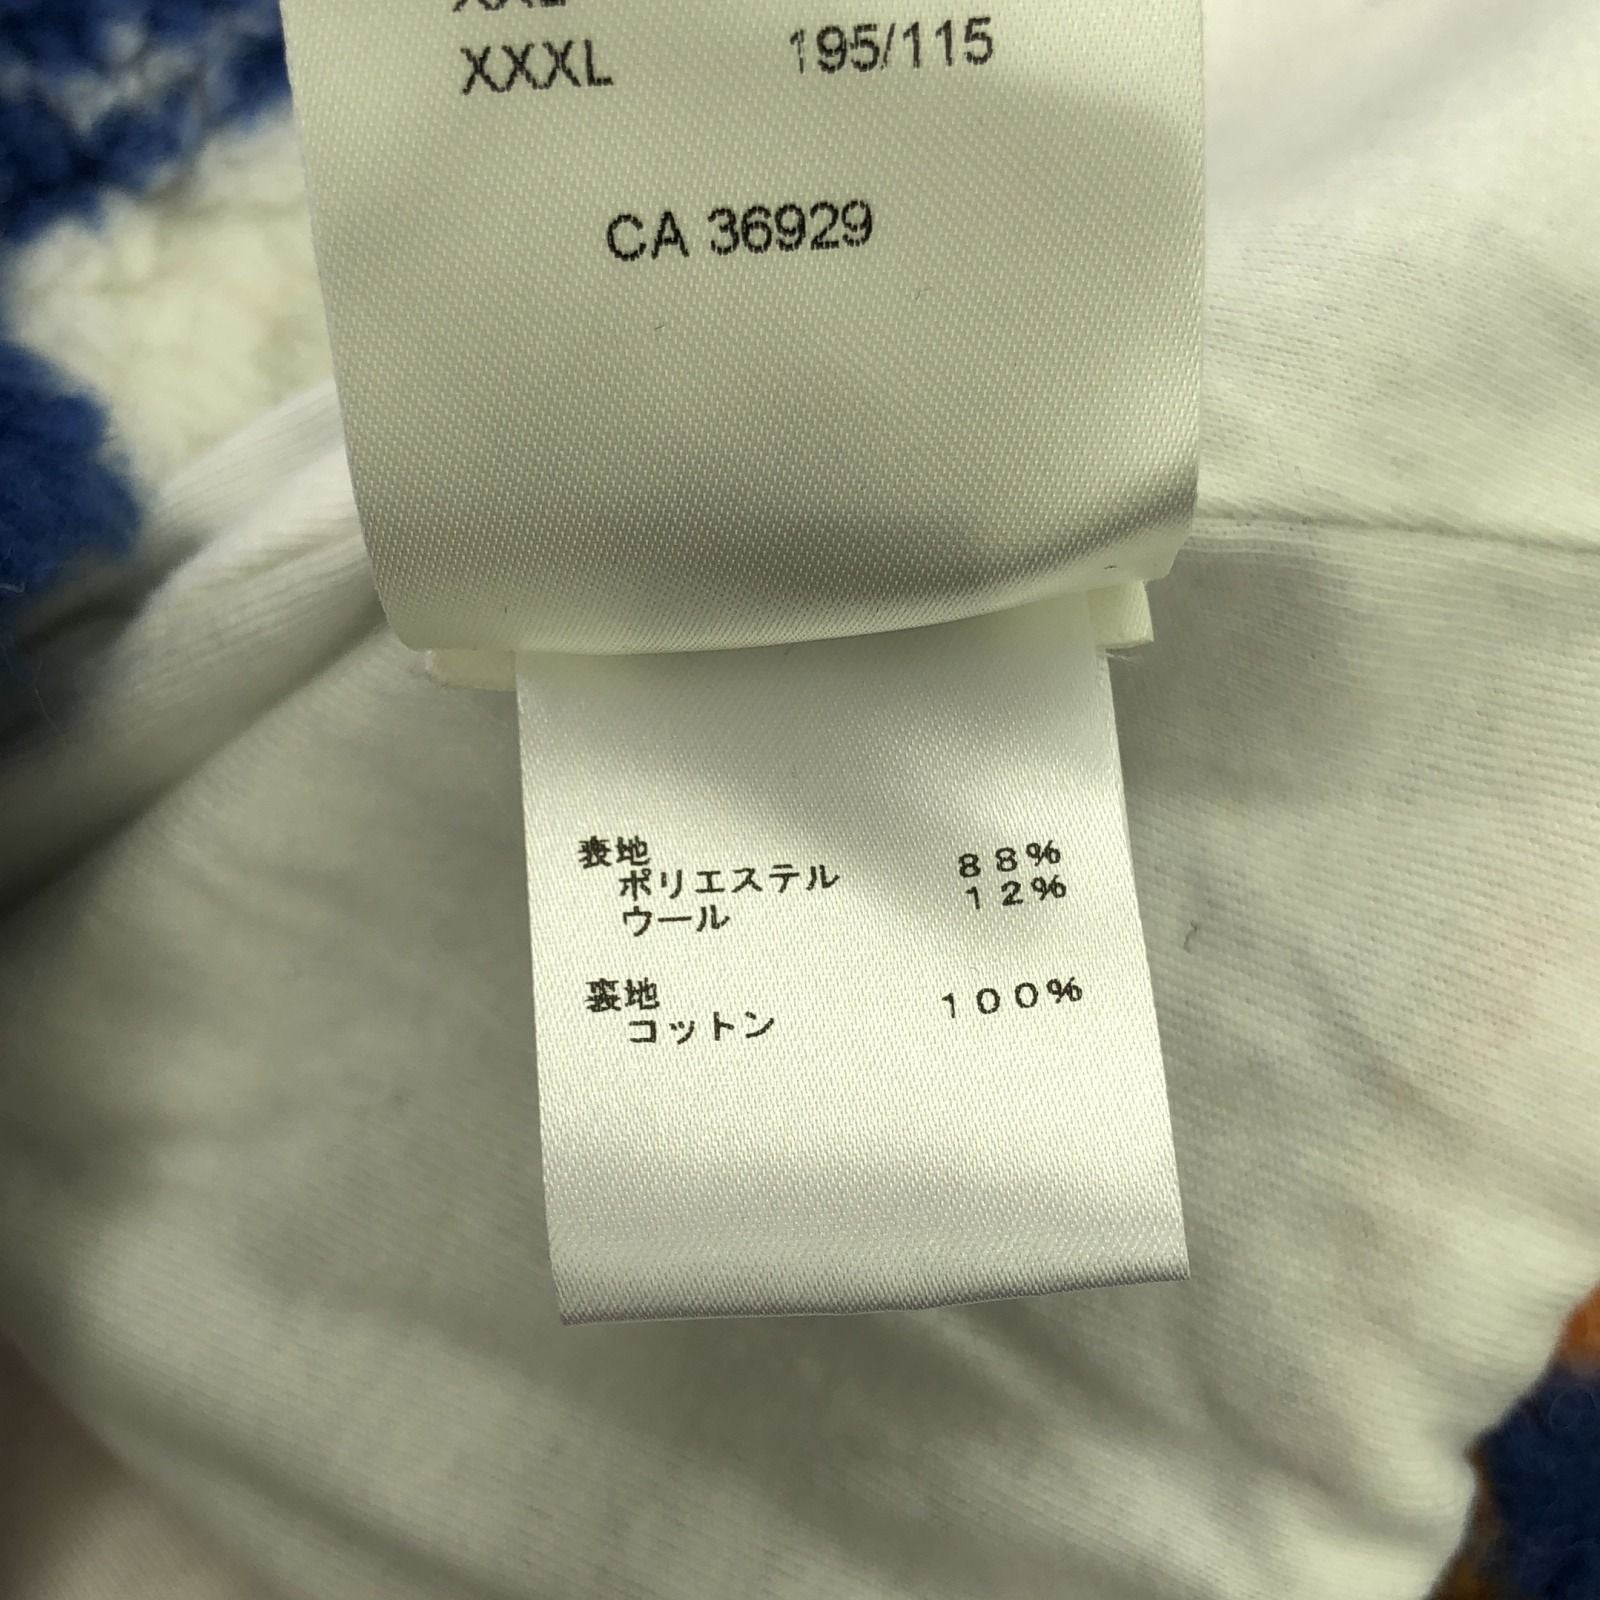 XXXL 195/115
CA 36929
表地
ポリエステル 88%
ウール 12%
裏地
コットン 100%